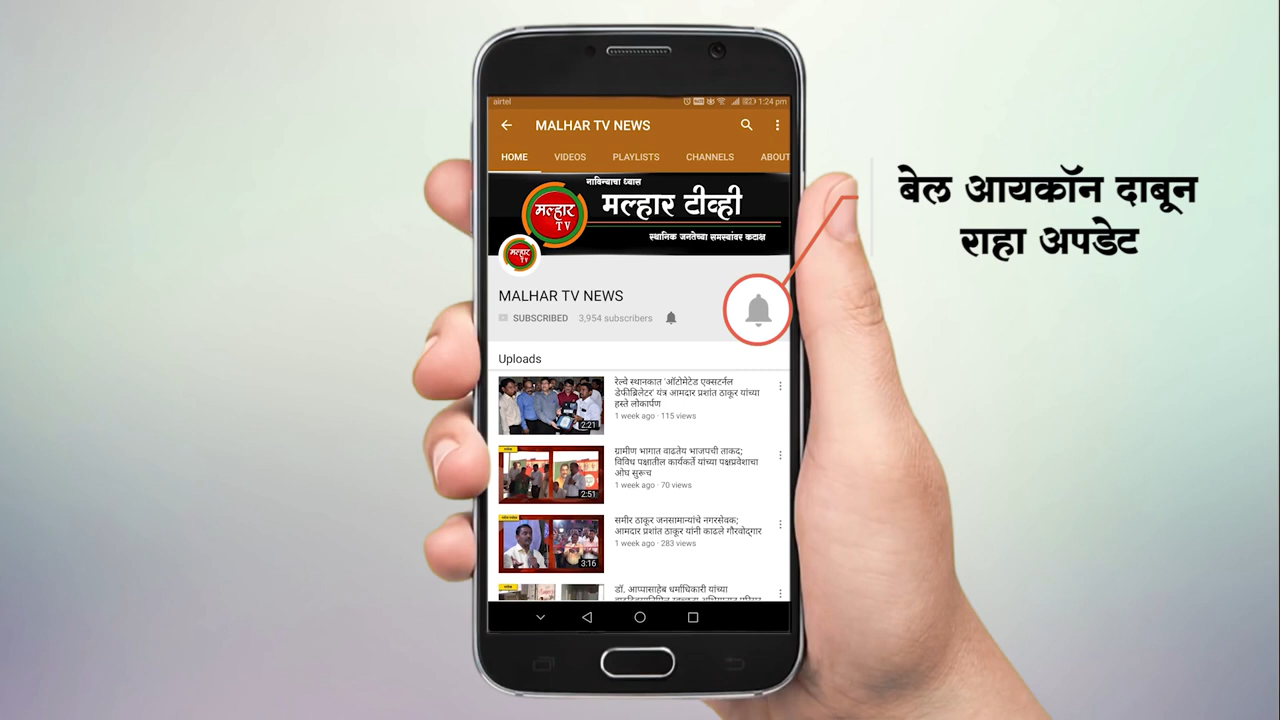 airtel 1:24 pm
MALHAR TV NEWS
HOME VIDEOS PLAYLISTS CHANNELS ABOUT
नाविन्याचा ध्यास
मल्हार टीव्ही
मल्हार
TV
स्थानिक जनतेच्या समस्यांवर कटाक्ष
मल्हार
TV
MALHAR TV NEWS
SUBSCRIBED 3,954 subscribers
बेल आयकॉन दाबून
राहा अपडेट
Uploads
रेल्वे स्थानकात 'ऑटोमेटेड एक्सटर्नल
डेफीब्रिलेटर' यंत्र आमदार प्रशांत ठाकूर यांच्या
हस्ते लोकार्पण
1 week ago · 115 views
2:21
ग्रामीण भागात वाढतेय भाजपची ताकद;
विविध पक्षातील कार्यकर्ते यांच्या पक्षप्रवेशाचा
ओघ सुरूच
1 week ago · 70 views
2:51
समीर ठाकूर जनसामान्यांचे नगरसेवक;
आमदार प्रशांत ठाकूर यांनी काढले गौरवोद्‌गार
1 week ago · 283 views
3:16
डॉ. आप्पासाहेब धर्माधिकारी यांच्या